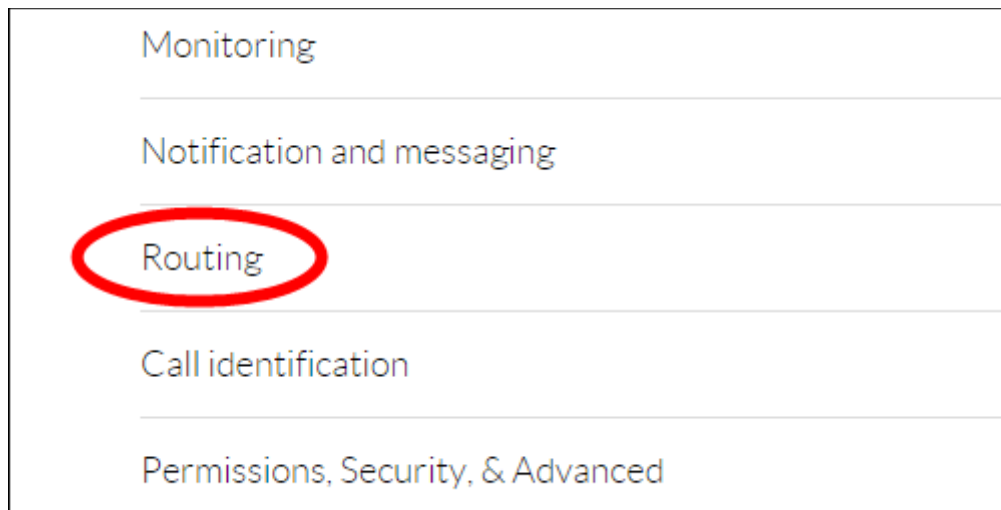 Monitoring
Notification and messaging
Routing
Call identification
Permissions, Security, & Advanced